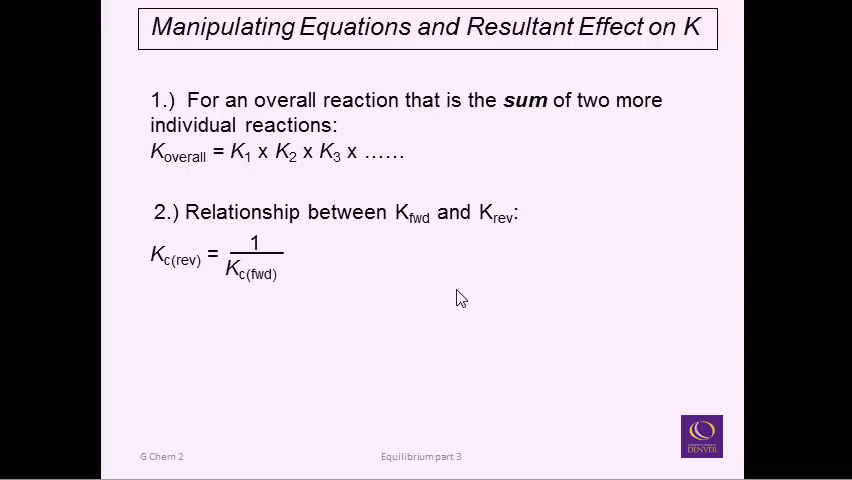 Manipulating Equations and Resultant Effect on K
1.) For an overall reaction that is the sum of two more
individual reactions:
Koverall = K1 x K2 x K3 x ……
2.) Relationship between Kfwd and Krev:
Kc(rev) = 1
Kc(fwd)
G Chem 2
Equilibrium part 3
DENVER